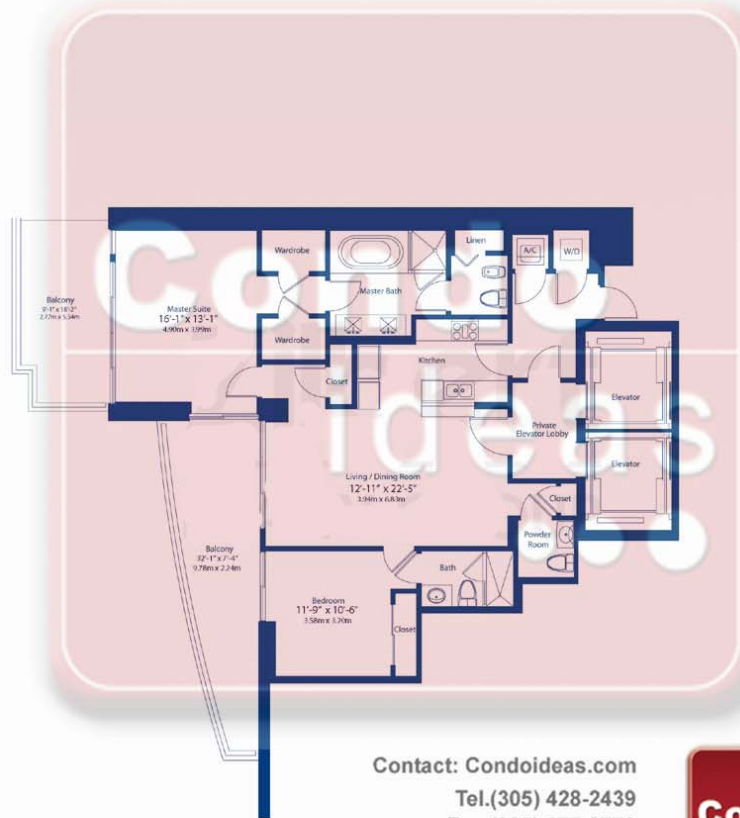 Condo
ideas
Linen
A/C
W/D
Wardrobe
Master Bath
Balcony
9'-1" x 18'-2"
2.77m x 5.54m
Master Suite
16'-1" x 13'-1"
4.90m x 3.99m
Wardrobe
Kitchen
Closet
Elevator
Private
Elevator Lobby
Elevator
Living / Dining Room
12'-11" x 22'-5"
3.94m x 6.83m
Closet
Powder
Room
Balcony
32'-1" x 7'-4"
9.78m x 2.24m
Bath
Bedroom
11'-9" x 10'-6"
3.58m x 3.20m
Closet
Contact: Condoideas.com
Tel.(305) 428-2439
Co